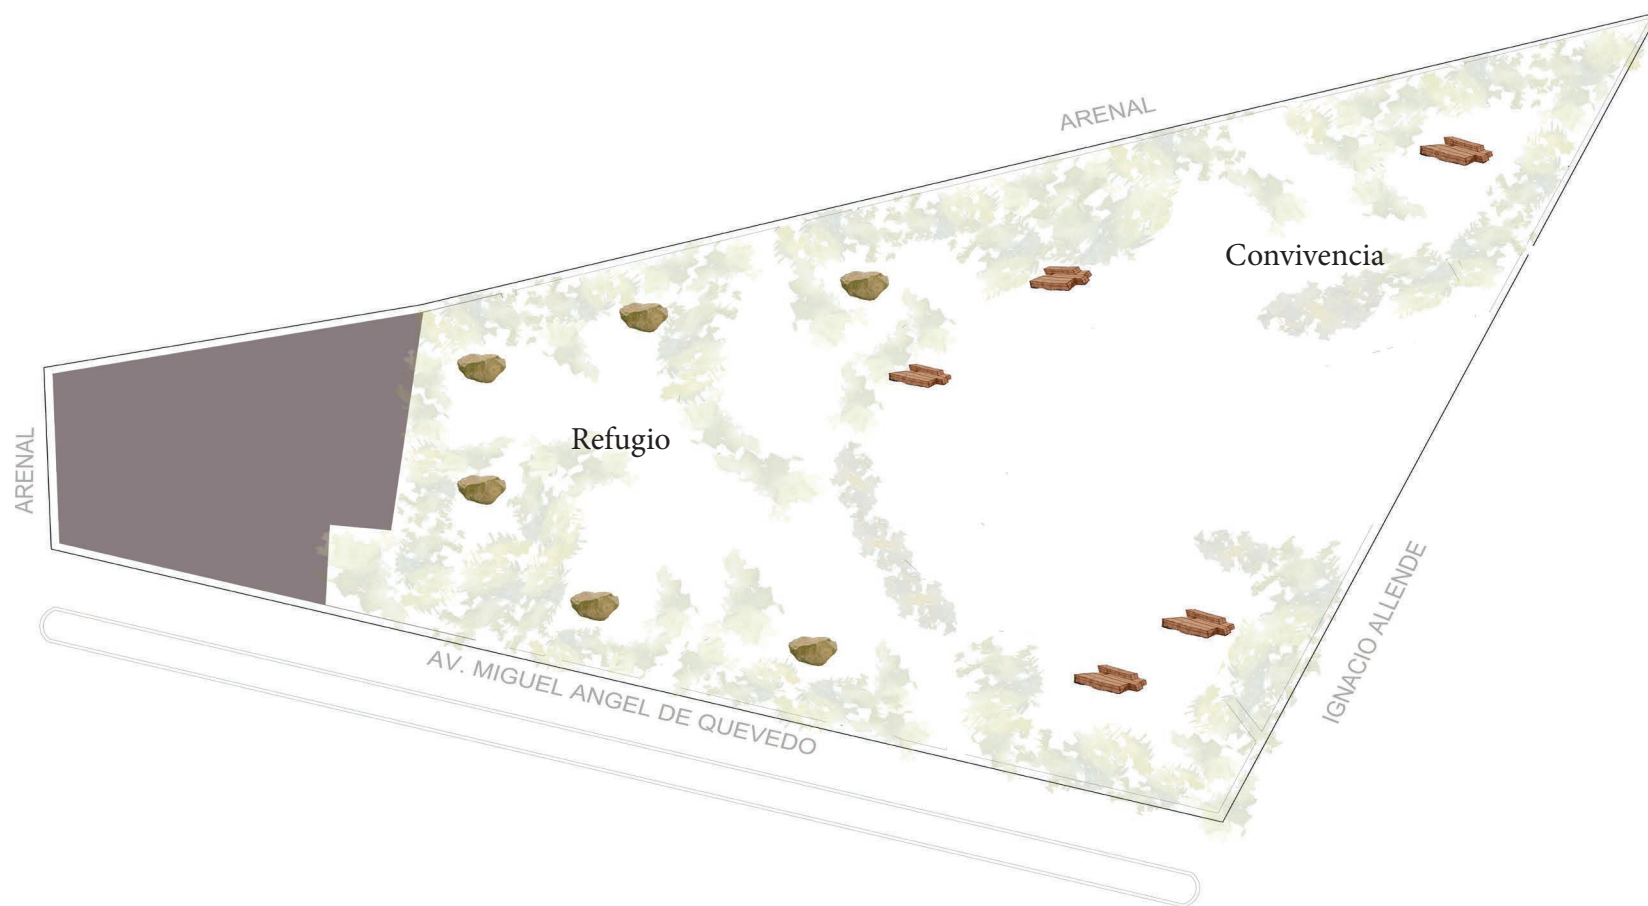 ARENAL
Convivencia
Refugio
ARENAL
IGNACIO ALLENDE
AV. MIGUEL ANGEL DE QUEVEDO